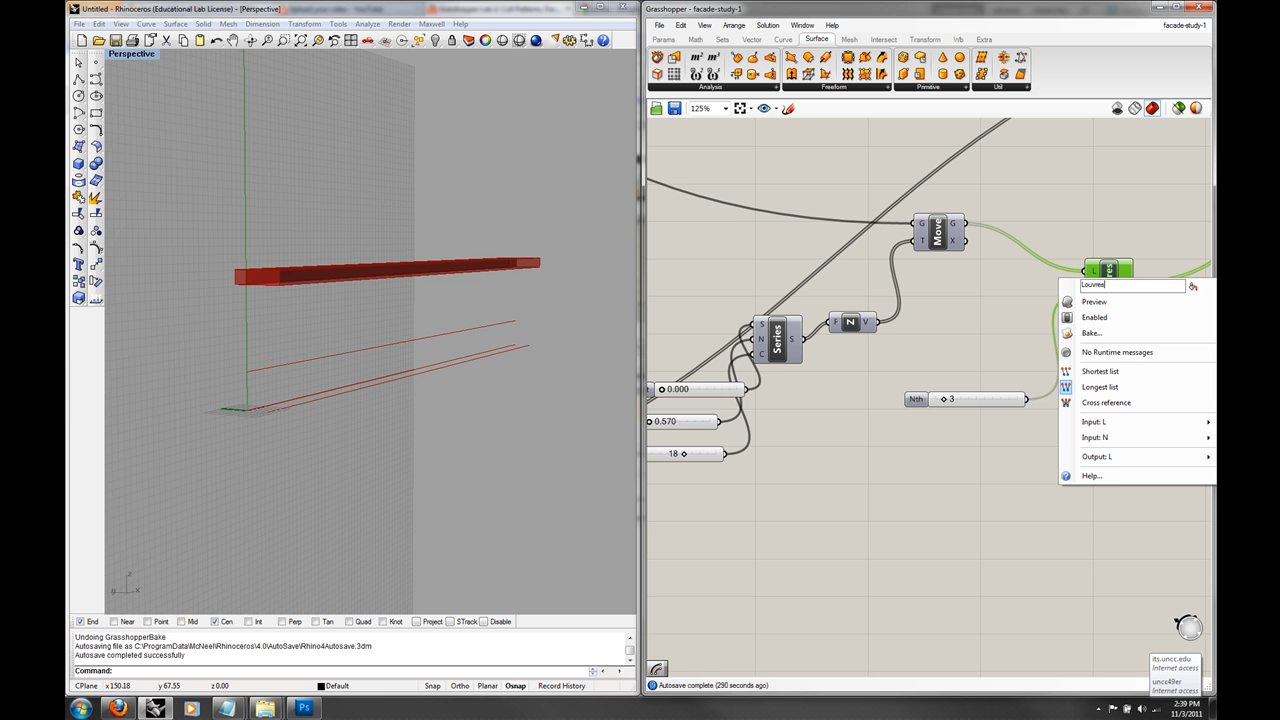 Untitled - Rhinoceros (Educational Lab License) - [Perspective]
File Edit View Curve Surface Solid Mesh Dimension Transform Tools Analyze Render Maxwell Help
Perspective
End Near Point Mid Cen Int Perp Tan Quad Knot Project STrack Disable
Undoing GrasshopperBake
Autosaving file as C:\ProgramData\McNeel\Rhinoceros\4.0\AutoSave\Rhino4Autosave.3dm
Autosave completed successfully
Command:
CPlane x 150.18 y 67.55 z 0.00 Default Snap Ortho Planar Osnap Record History
Grasshopper - facade-study-1
File Edit View Arrange Solution Window Help facade-study-1
Params Math Sets Vector Curve Surface Mesh Intersect Transform Wb Extra
Analysis Freeform Primitive Util
125%
G Move G
T X
L
Louvres
Preview
Enabled
Bake...
No Runtime messages
Shortest list
Longest list
Cross reference
Input: L
Input: N
Output: L
Help...
S Series S
N
C
F N V
0.000
0.570
18
Nth 3
Autosave complete (290 seconds ago)
its.uncc.edu
Internet access
uncc49er
Internet access
2:39 PM
11/3/2011